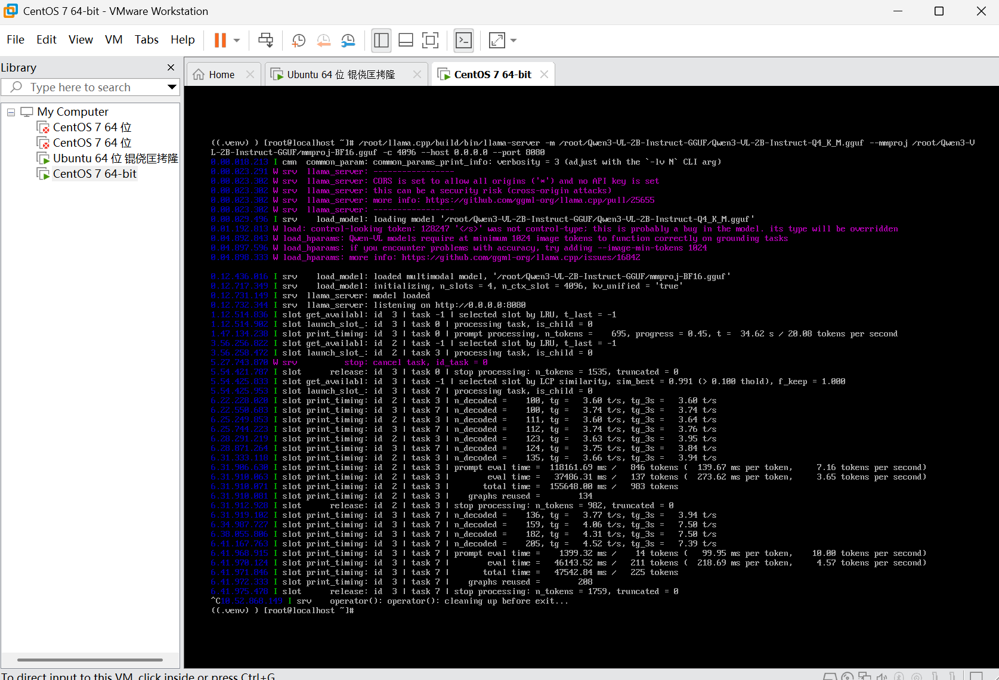 CentOS 7 64-bit - VMware Workstation
File Edit View VM Tabs Help
Library
Type here to search
My Computer
CentOS 7 64 位
CentOS 7 64 位
Ubuntu 64 位 锟侥匡拷隆
CentOS 7 64-bit
Home
Ubuntu 64 位 锟侥匡拷隆
CentOS 7 64-bit
((.venv) ) [root@localhost ~]# /root/llama.cpp/build/bin/llama-server -m /root/Qwen3-VL-2B-Instruct-GGUF/Qwen3-VL-2B-Instruct-Q4_K_M.gguf --mmproj /root/Qwen3-V
L-2B-Instruct-GGUF/mmproj-BF16.gguf -c 4096 --host 0.0.0.0 --port 8080
0.00.018.213 I cmn  common_param: common_params_print_info: verbosity = 3 (adjust with the `-lv N` CLI arg)
0.00.023.291 W srv  llama_server: -----------------
0.00.023.302 W srv  llama_server: CORS is set to allow all origins ('*') and no API key is set
0.00.023.302 W srv  llama_server: this can be a security risk (cross-origin attacks)
0.00.023.302 W srv  llama_server: more info: https://github.com/ggml-org/llama.cpp/pull/25655
0.00.023.302 W srv  llama_server: -----------------
0.00.029.496 I srv    load_model: loading model '/root/Qwen3-VL-2B-Instruct-GGUF/Qwen3-VL-2B-Instruct-Q4_K_M.gguf'
0.01.192.813 W load: control-looking token: 128247 '</s>' was not control-type; this is probably a bug in the model. its type will be overridden
0.04.892.843 W load_hparams: Qwen-VL models require at minimum 1024 image tokens to function correctly on grounding tasks
0.04.897.596 W load_hparams: if you encounter problems with accuracy, try adding --image-min-tokens 1024
0.04.898.333 W load_hparams: more info: https://github.com/ggml-org/llama.cpp/issues/16842
0.12.436.016 I srv    load_model: loaded multimodal model, '/root/Qwen3-VL-2B-Instruct-GGUF/mmproj-BF16.gguf'
0.12.717.349 I srv    load_model: initializing, n_slots = 4, n_ctx_slot = 4096, kv_unified = 'true'
0.12.731.149 I srv  llama_server: model loaded
0.12.732.344 I srv  llama_server: listening on http://0.0.0.0:8080
1.12.514.836 I slot get_availabl: id  3 | task -1 | selected slot by LRU, t_last = -1
1.12.514.902 I slot launch_slot_: id  3 | task 0 | processing task, is_child = 0
1.47.134.238 I slot print_timing: id  3 | task 0 | prompt processing, n_tokens =    695, progress = 0.45, t =  34.62 s / 20.08 tokens per second
3.56.256.822 I slot get_availabl: id  2 | task -1 | selected slot by LRU, t_last = -1
3.56.258.472 I slot launch_slot_: id  2 | task 3 | processing task, is_child = 0
5.27.743.870 W srv          stop: cancel task, id_task = 0
5.54.421.787 I slot      release: id  3 | task 0 | stop processing: n_tokens = 1535, truncated = 0
5.54.425.833 I slot get_availabl: id  3 | task -1 | selected slot by LCP similarity, sim_best = 0.991 (> 0.100 thold), f_keep = 1.000
5.54.425.953 I slot launch_slot_: id  3 | task 7 | processing task, is_child = 0
6.22.228.020 I slot print_timing: id  2 | task 3 | n_decoded =    100, tg =   3.60 t/s, tg_3s =   3.60 t/s
6.22.550.683 I slot print_timing: id  3 | task 7 | n_decoded =    100, tg =   3.74 t/s, tg_3s =   3.74 t/s
6.25.249.853 I slot print_timing: id  2 | task 3 | n_decoded =    111, tg =   3.60 t/s, tg_3s =   3.64 t/s
6.25.744.223 I slot print_timing: id  3 | task 7 | n_decoded =    112, tg =   3.74 t/s, tg_3s =   3.76 t/s
6.28.291.219 I slot print_timing: id  2 | task 3 | n_decoded =    123, tg =   3.63 t/s, tg_3s =   3.95 t/s
6.28.871.264 I slot print_timing: id  3 | task 7 | n_decoded =    124, tg =   3.75 t/s, tg_3s =   3.84 t/s
6.31.333.118 I slot print_timing: id  2 | task 3 | n_decoded =    135, tg =   3.66 t/s, tg_3s =   3.94 t/s
6.31.906.630 I slot print_timing: id  2 | task 3 | prompt eval time =  118161.69 ms /   846 tokens (  139.67 ms per token,     7.16 tokens per second)
6.31.910.063 I slot print_timing: id  2 | task 3 |        eval time =   37486.31 ms /   137 tokens (  273.62 ms per token,     3.65 tokens per second)
6.31.910.071 I slot print_timing: id  2 | task 3 |       total time =  155648.00 ms /   983 tokens
6.31.910.081 I slot print_timing: id  2 | task 3 |    graphs reused =        134
6.31.912.928 I slot      release: id  2 | task 3 | stop processing: n_tokens = 982, truncated = 0
6.31.919.102 I slot print_timing: id  3 | task 7 | n_decoded =    136, tg =   3.77 t/s, tg_3s =   3.94 t/s
6.34.987.727 I slot print_timing: id  3 | task 7 | n_decoded =    159, tg =   4.06 t/s, tg_3s =   7.50 t/s
6.38.055.806 I slot print_timing: id  3 | task 7 | n_decoded =    182, tg =   4.31 t/s, tg_3s =   7.50 t/s
6.41.167.763 I slot print_timing: id  3 | task 7 | n_decoded =    205, tg =   4.52 t/s, tg_3s =   7.39 t/s
6.41.968.915 I slot print_timing: id  3 | task 7 | prompt eval time =    1399.32 ms /    14 tokens (   99.95 ms per token,    10.00 tokens per second)
6.41.970.124 I slot print_timing: id  3 | task 7 |        eval time =   46143.52 ms /   211 tokens (  218.69 ms per token,     4.57 tokens per second)
6.41.971.846 I slot print_timing: id  3 | task 7 |       total time =   47542.84 ms /   225 tokens
6.41.972.333 I slot print_timing: id  3 | task 7 |    graphs reused =        208
6.41.975.478 I slot      release: id  3 | task 7 | stop processing: n_tokens = 1759, truncated = 0
^C10.52.868.149 I srv    operator(): operator(): cleaning up before exit...
((.venv) ) [root@localhost ~]#
To direct input to this VM, click inside or press Ctrl+G.